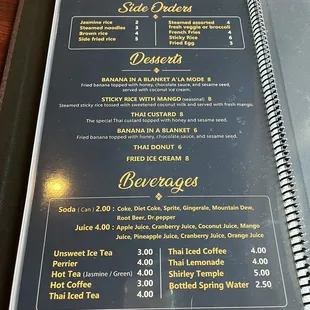 Side Orders
Jasmine rice 2
Steamed noodles 3
Brown rice 4
Side fried rice 5
Steamed assorted 4
fresh veggie or broccoli
French Fries 4
Sticky Rice 6
Fried Egg 3
Desserts
BANANA IN A BLANKET A'LA MODE 8
Fried banana topped with honey, chocolate sauce, and sesame seed,
served with coconut ice cream.
STICKY RICE WITH MANGO (seasonal) 8
Steamed sticky rice tossed with sweetened coconut milk and served with fresh mango.
THAI CUSTARD 8
The special Thai custard topped with honey and sesame seed.
BANANA IN A BLANKET 6
Fried banana topped with honey, chocolate sauce, and sesame seed.
THAI DONUT 6
FRIED ICE CREAM 8
Beverages
Soda (Can) 2.00 : Coke, Diet Coke, Sprite, Gingerale, Mountain Dew,
Root Beer, Dr.pepper
Juice 4.00 : Apple Juice, Cranberry Juice, Coconut Juice, Mango
Juice, Pineapple Juice, Cranberry Juice, Orange Juice
Unsweet Ice Tea 3.00
Perrier 4.00
Hot Tea (Jasmine / Green) 4.00
Hot Coffee 3.00
Thai Iced Tea 4.00
Thai Iced Coffee 4.00
Thai Lemonade 4.00
Shirley Temple 5.00
Bottled Spring Water 2.50